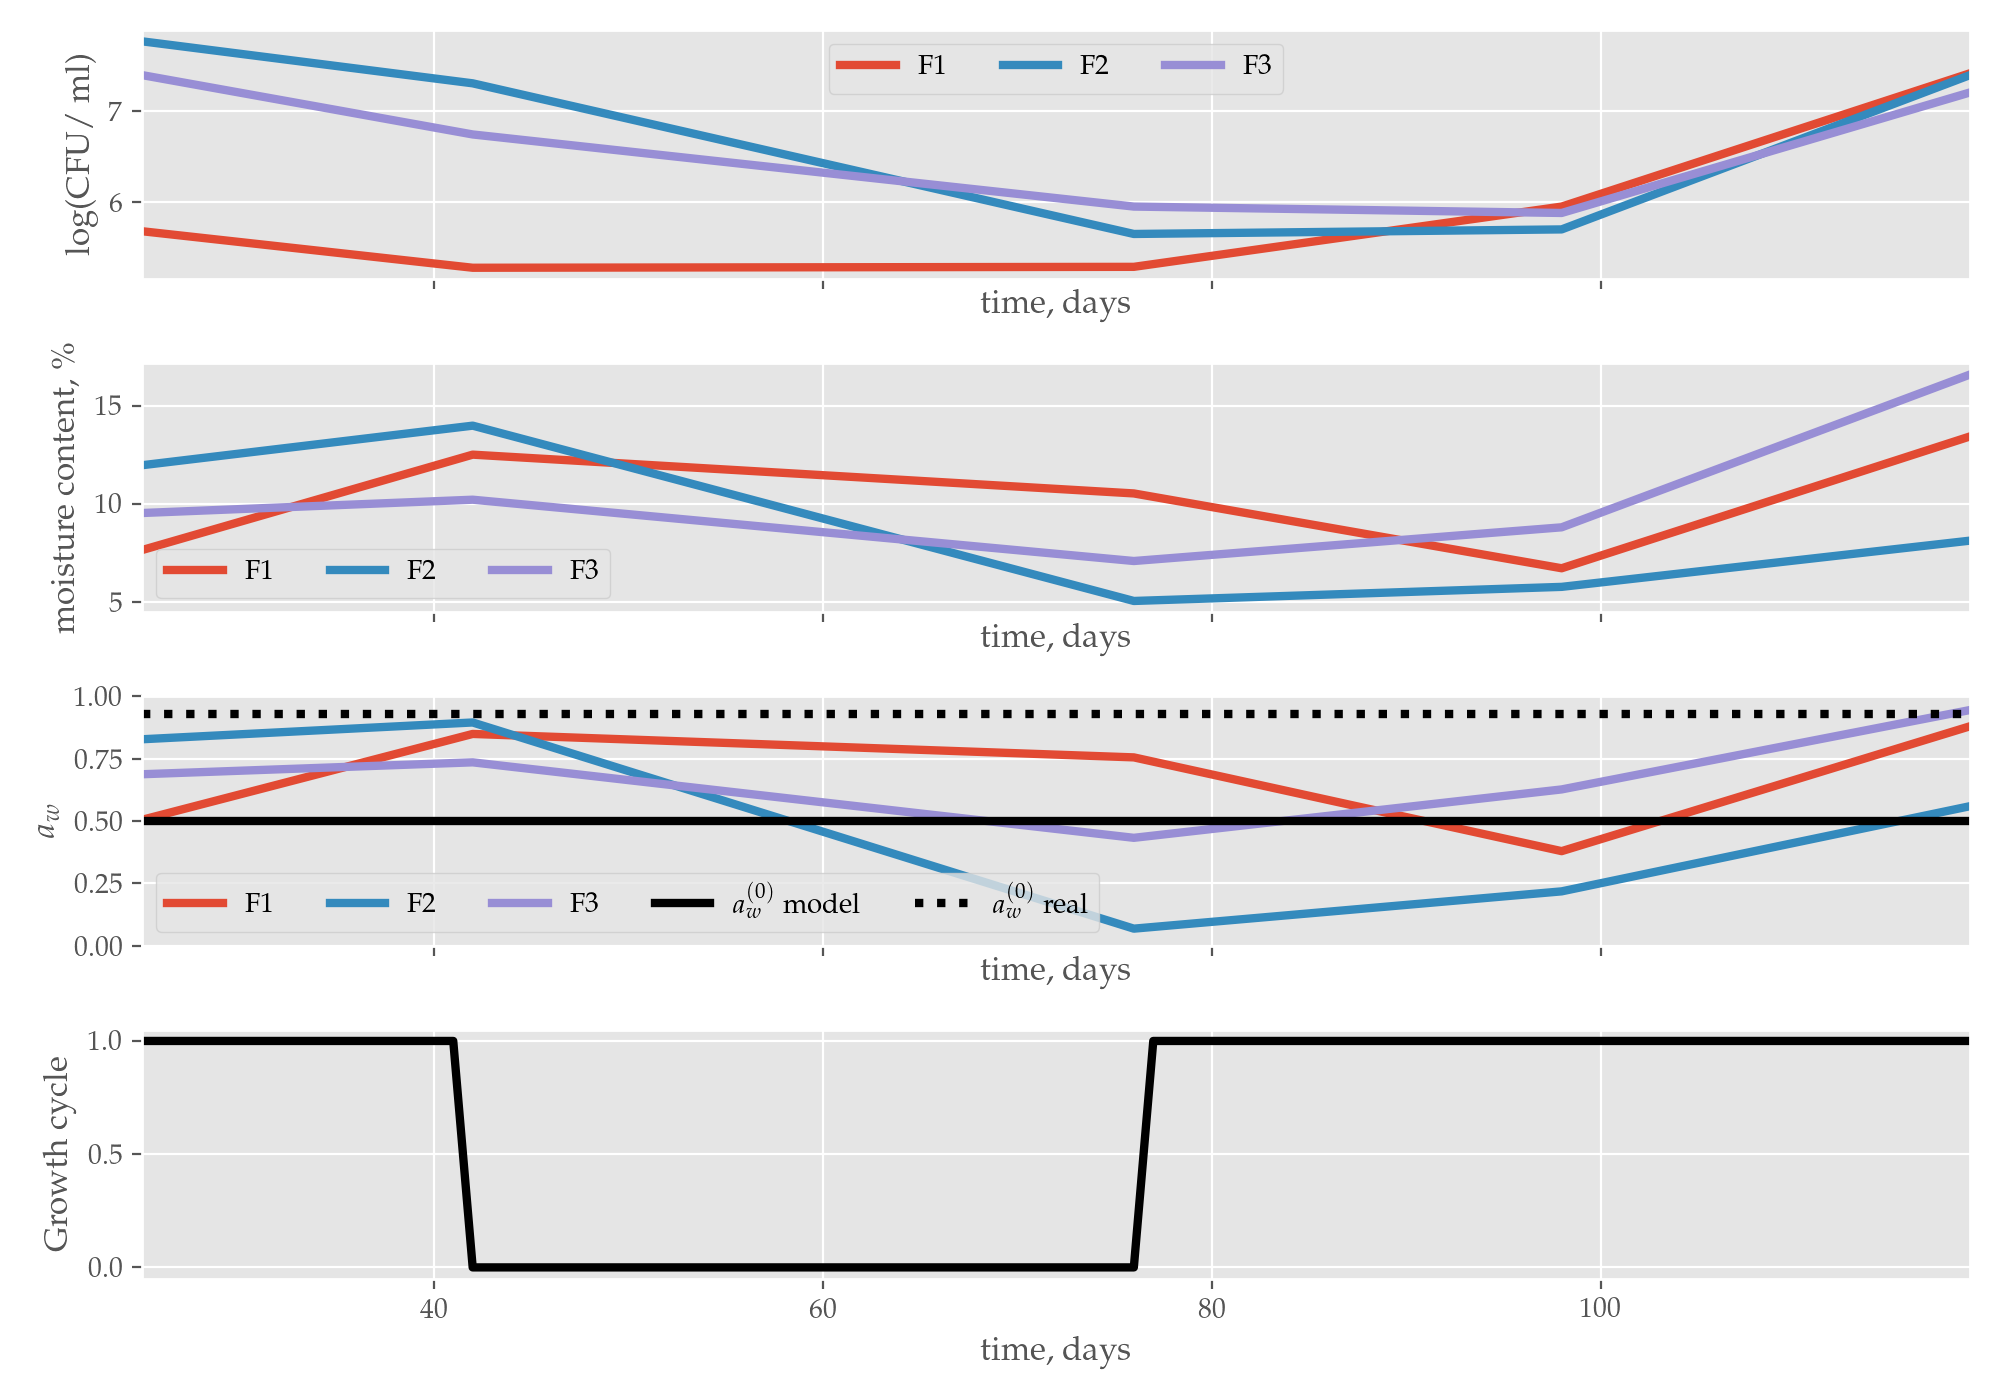 log(CFU/ ml)
7
6
F1 F2 F3
time, days
moisture content, %
15
10
5
F1 F2 F3
time, days
a_w
1.00
0.75
0.50
0.25
0.00
F1 F2 F3 a_w^(0) model a_w^(0) real
time, days
Growth cycle
1.0
0.5
0.0
40 60 80 100
time, days